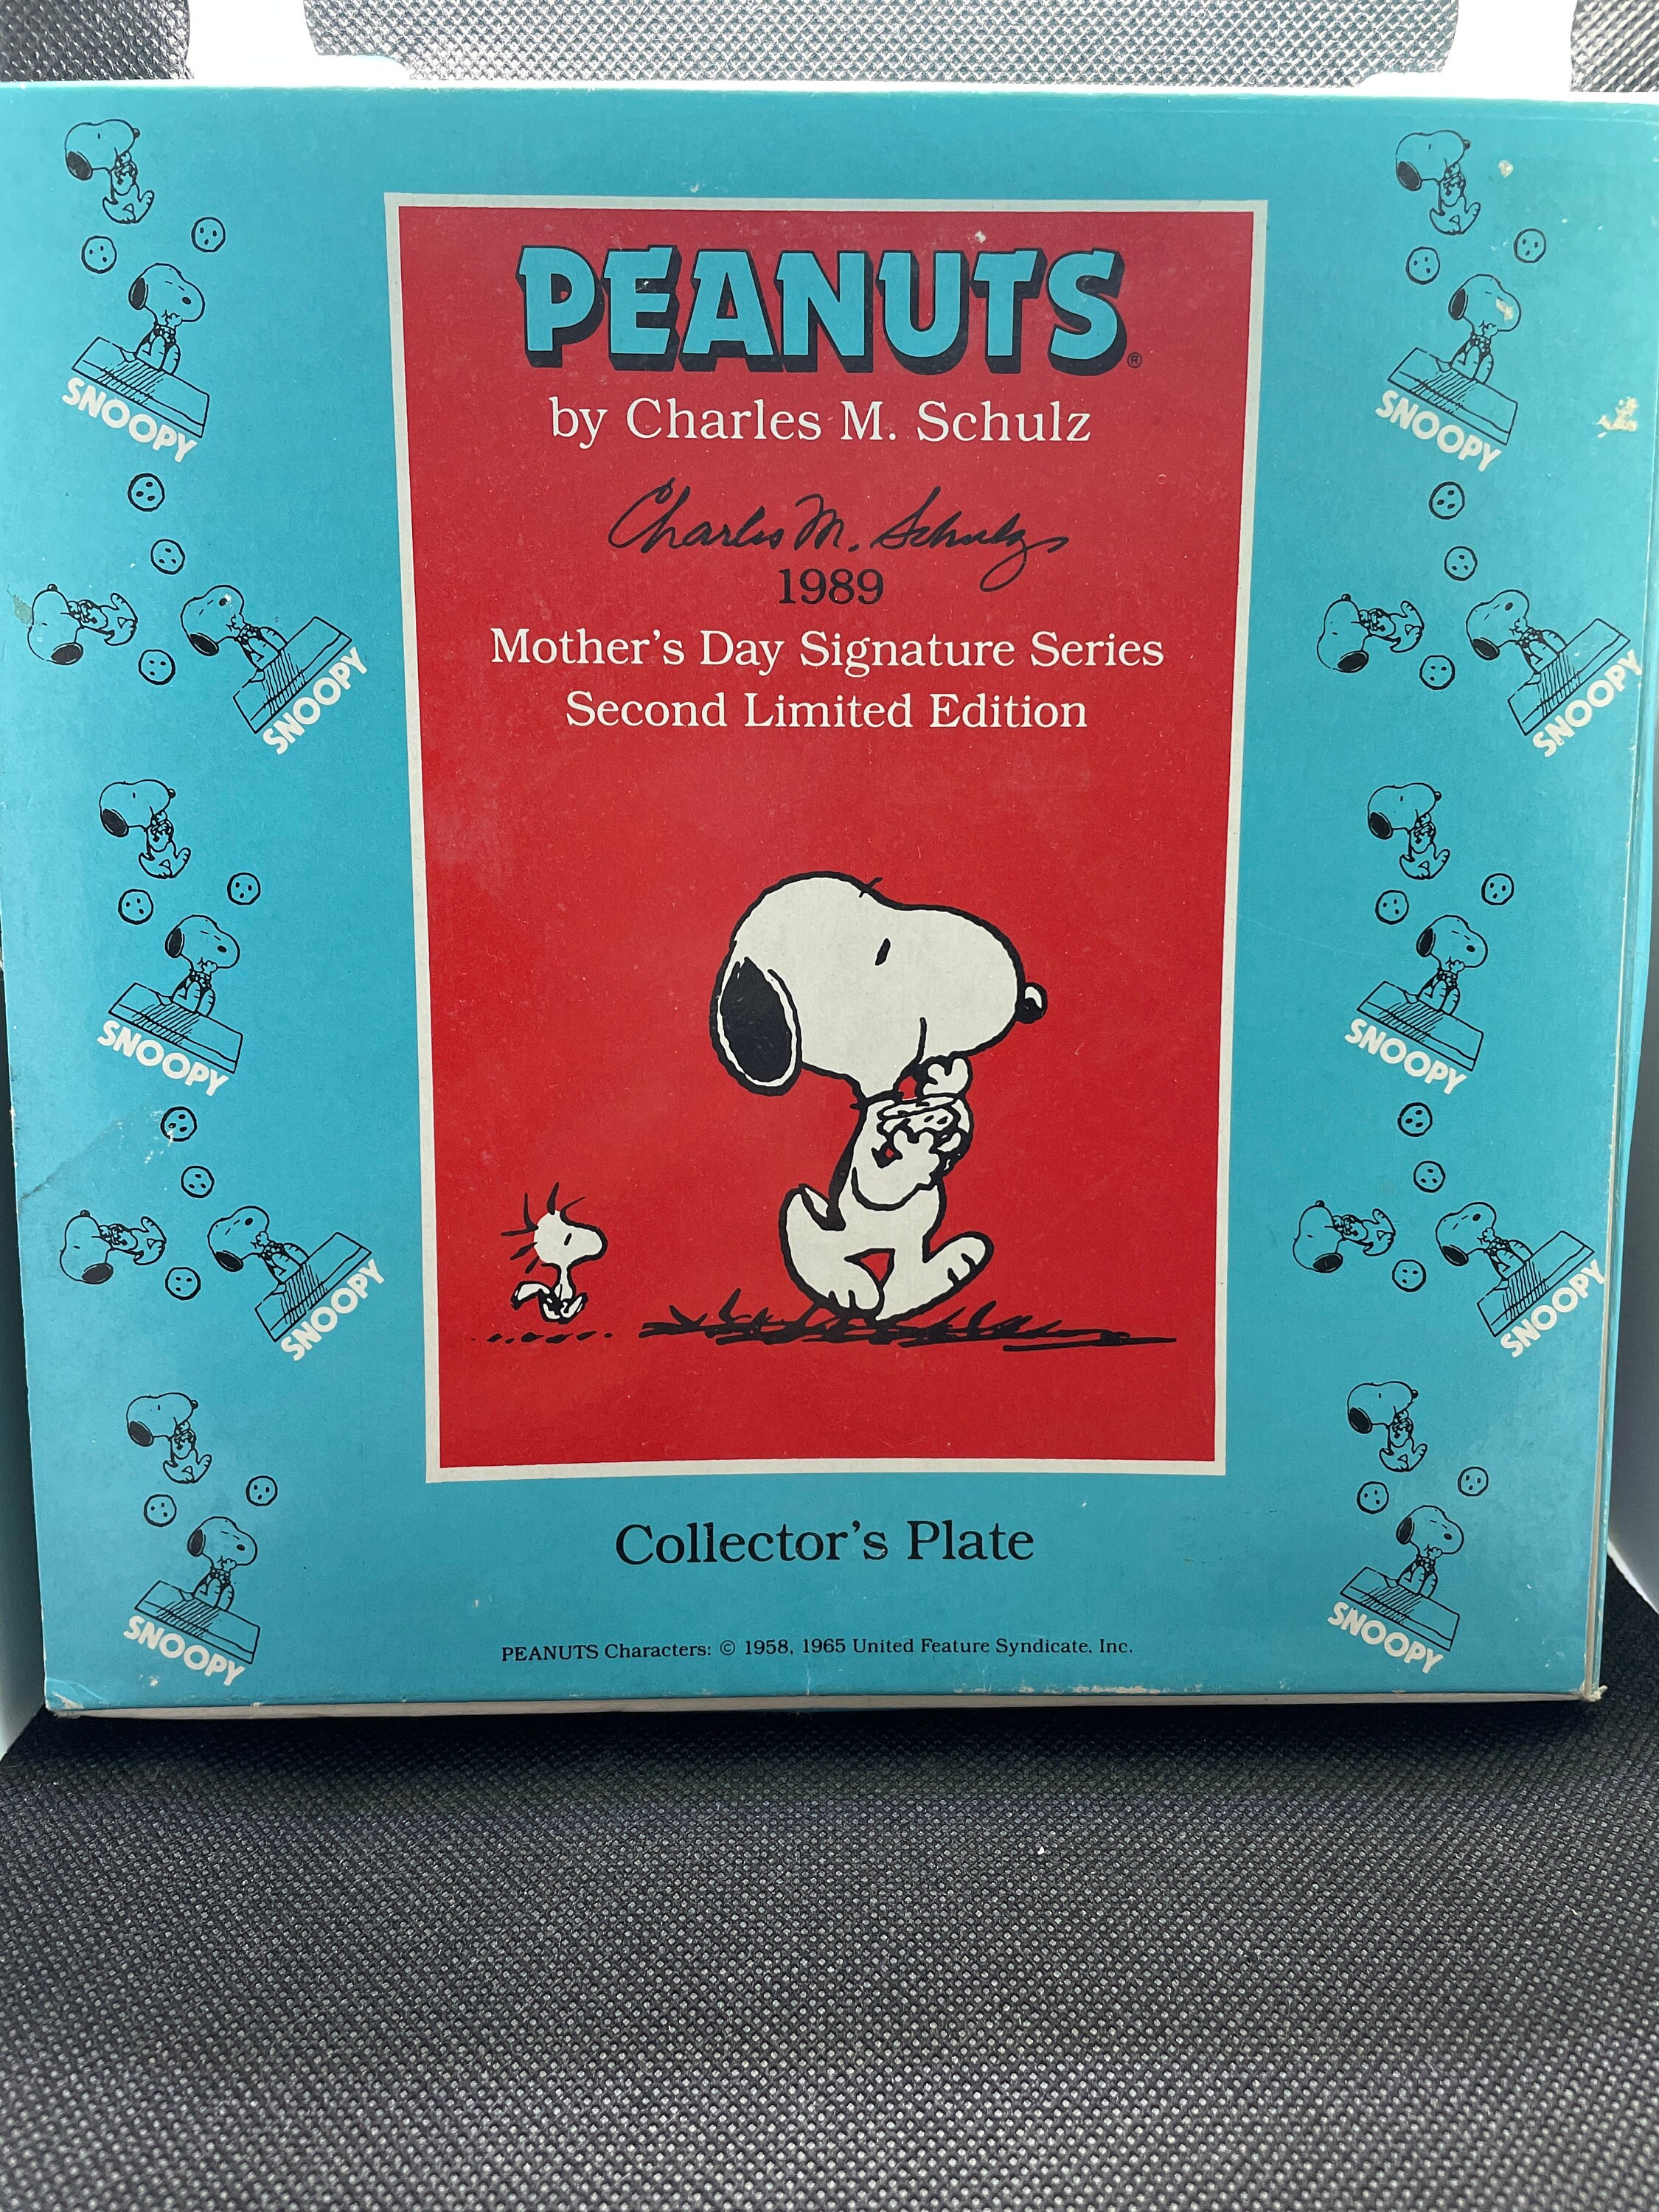 PEANUTS®
by Charles M. Schulz
Charles M. Schulz
1989
Mother's Day Signature Series
Second Limited Edition
SNOOPY
SNOOPY
SNOOPY
SNOOPY
SNOOPY
SNOOPY
SNOOPY
SNOOPY
SNOOPY
SNOOPY
Collector's Plate
PEANUTS Characters: © 1958, 1965 United Feature Syndicate, Inc.